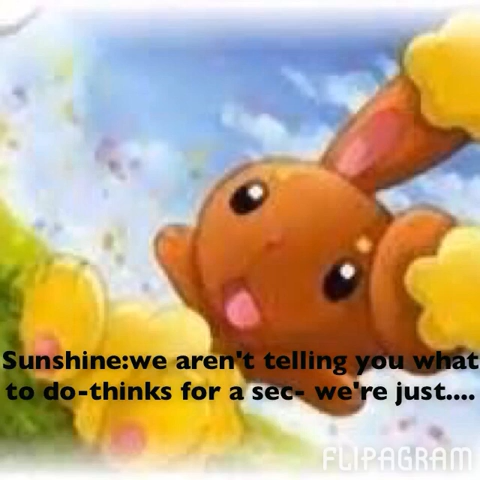 Sunshine:we aren't telling you what
to do-thinks for a sec- we're just....
FLIPAGRAM